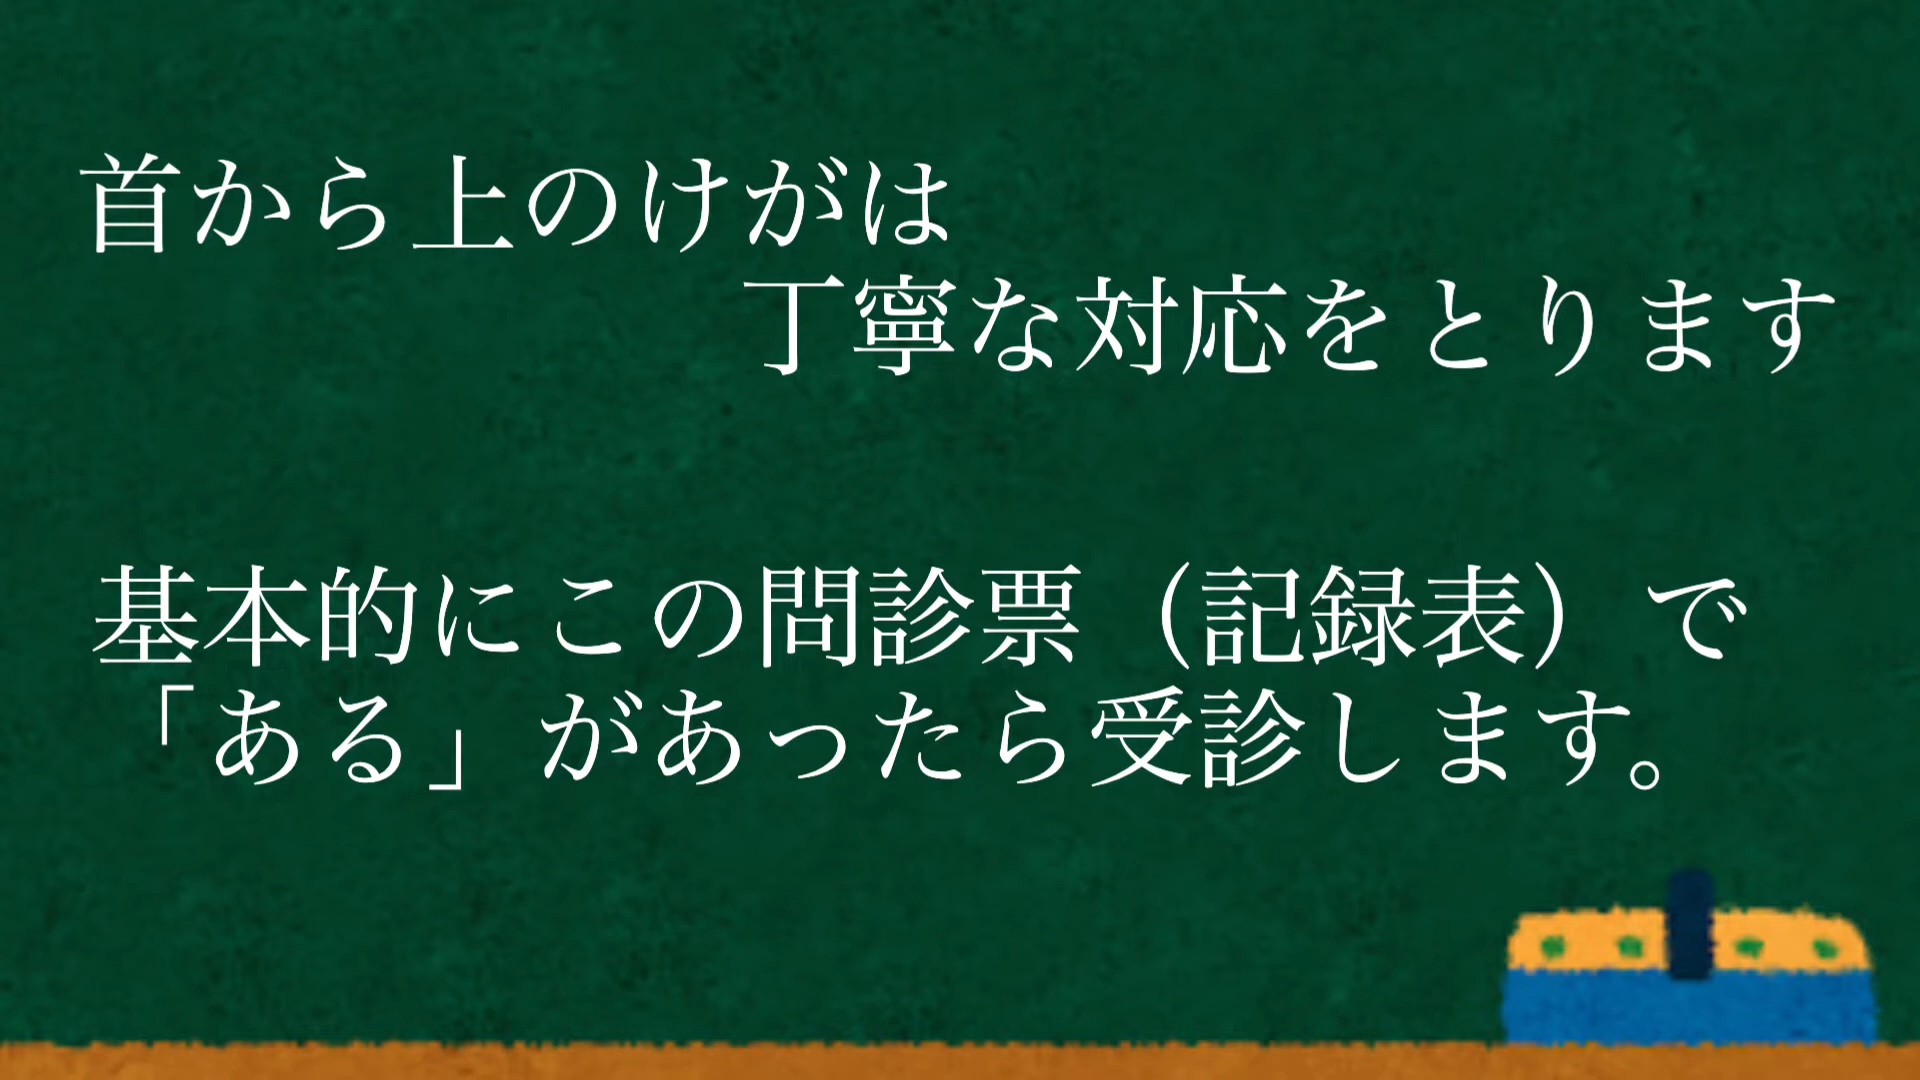 首から上のけがは
丁寧な対応をとります
基本的にこの問診票（記録表）で
「ある」があったら受診します。